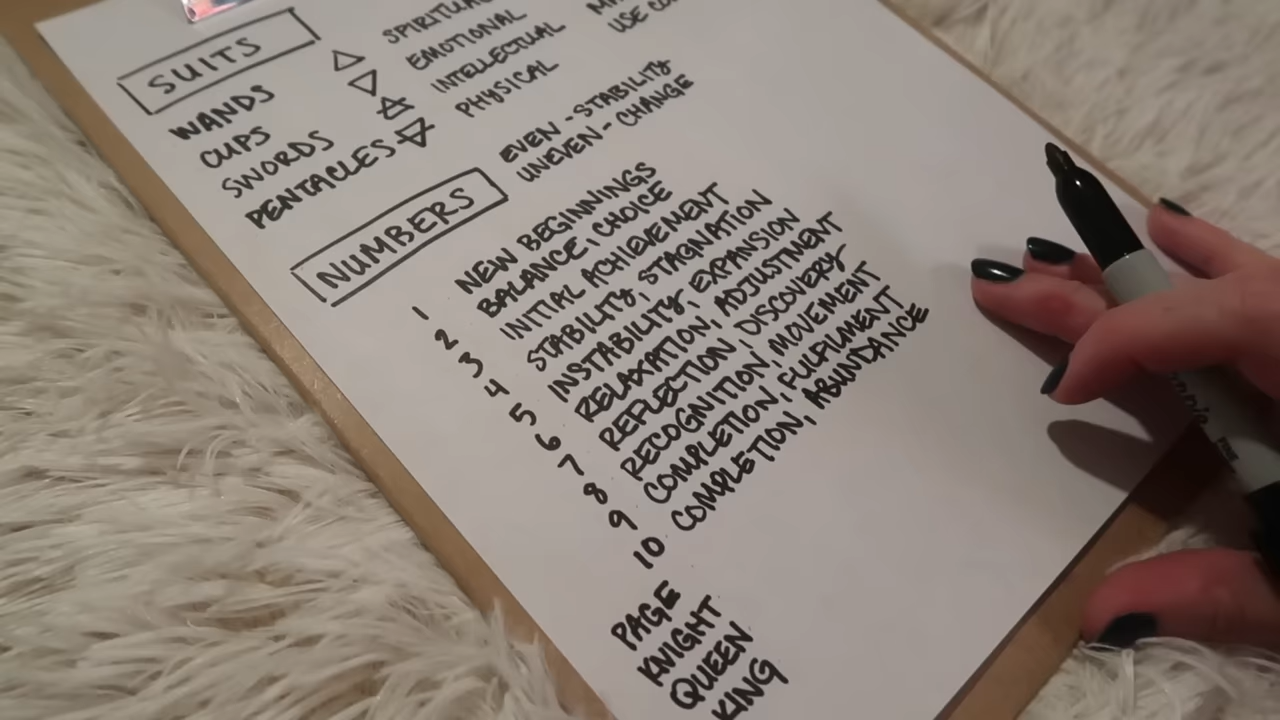 SUITS
WANDS △ SPIRITUAL
CUPS ▽ EMOTIONAL
SWORDS 🜁 INTELLECTUAL
PENTACLES 🜃 PHYSICAL
USE
NUMBERS
EVEN - STABILITY
UNEVEN - CHANGE
1 NEW BEGINNINGS
2 BALANCE, CHOICE
3 INITIAL ACHIEVEMENT
4 STABILITY, STAGNATION
5 INSTABILITY, EXPANSION
6 RELAXATION, ADJUSTMENT
7 REFLECTION, DISCOVERY
8 RECOGNITION, MOVEMENT
9 COMPLETION, FULFILMENT
10 COMPLETION, ABUNDANCE
PAGE
KNIGHT
QUEEN
KING